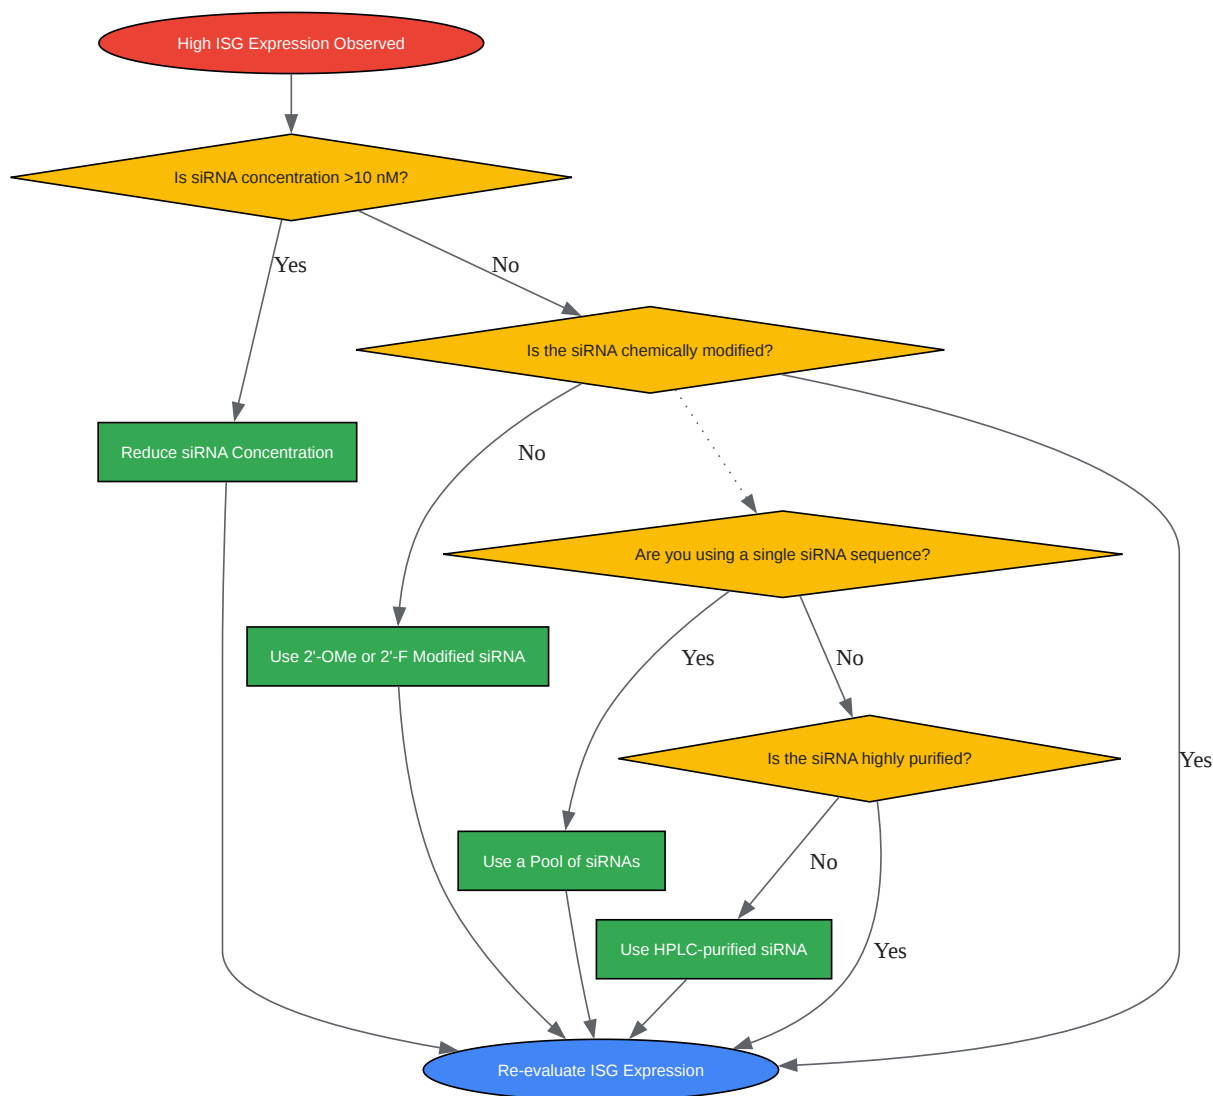 High ISG Expression Observed
Is siRNA concentration >10 nM?
Yes
No
Is the siRNA chemically modified?
Reduce siRNA Concentration
No
Are you using a single siRNA sequence?
Use 2'-OMe or 2'-F Modified siRNA
Yes
No
Is the siRNA highly purified?
Yes
Use a Pool of siRNAs
No
Use HPLC-purified siRNA
Yes
Re-evaluate ISG Expression